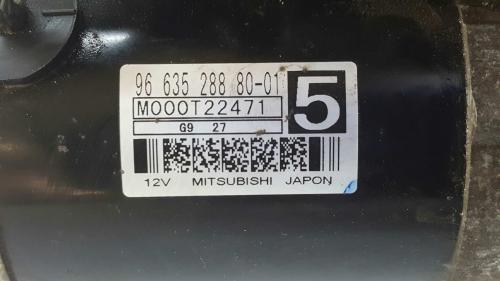 96 635 288 80-01
M000T22471
5
G9 27
12V MITSUBISHI JAPON